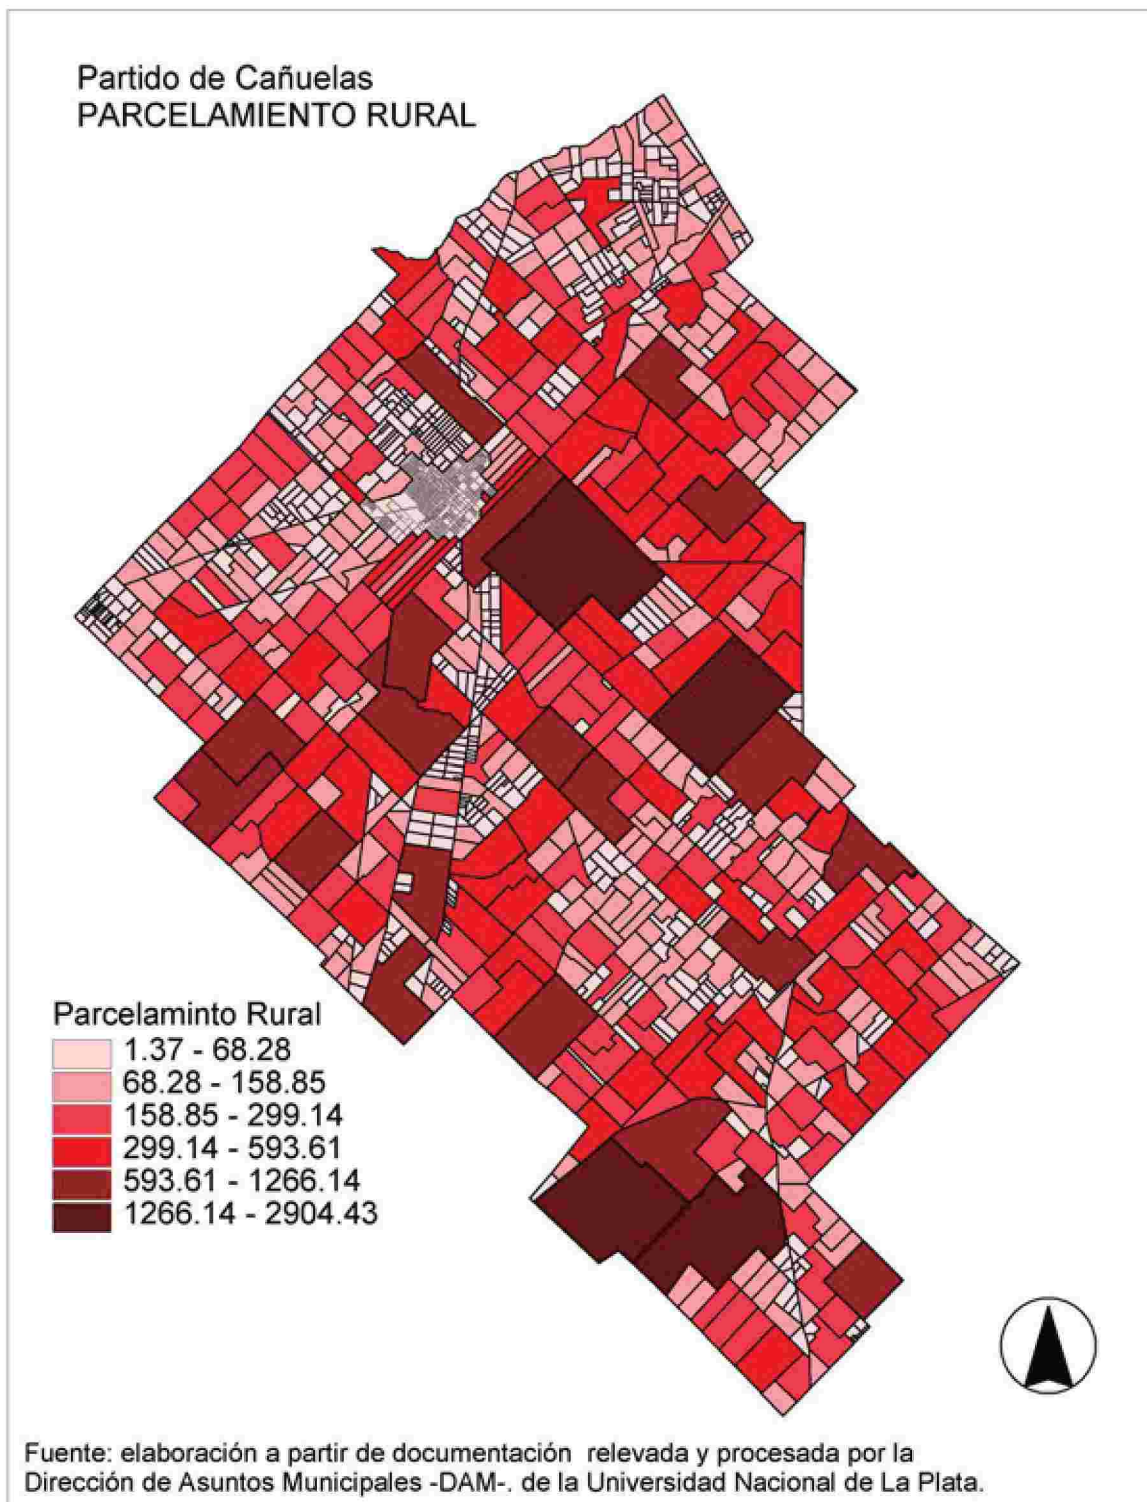 Partido de Cañuelas
PARCELAMIENTO RURAL
Parcelaminto Rural
1.37 - 68.28
68.28 - 158.85
158.85 - 299.14
299.14 - 593.61
593.61 - 1266.14
1266.14 - 2904.43
Fuente: elaboración a partir de documentación relevada y procesada por la
Dirección de Asuntos Municipales -DAM-. de la Universidad Nacional de La Plata.